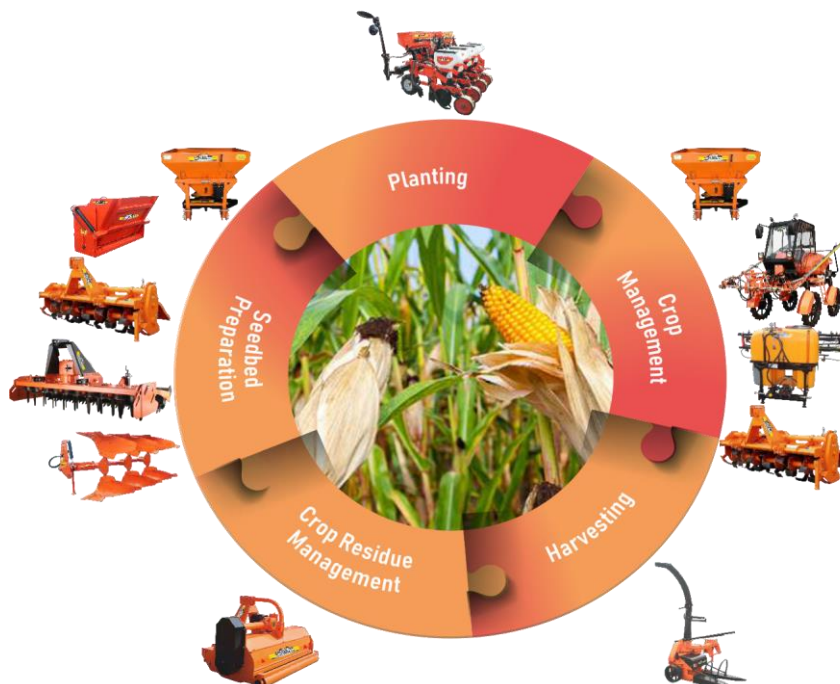 Planting
Crop
Management
Harvesting
Crop Residue
Management
Seedbed
Preparation